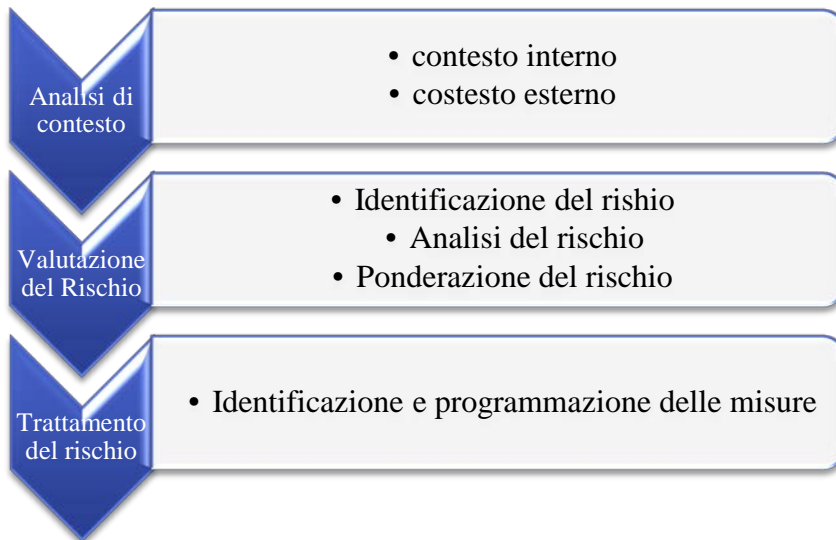 Analisi di
contesto
• contesto interno
• costesto esterno
Valutazione
del Rischio
• Identificazione del rishio
• Analisi del rischio
• Ponderazione del rischio
Trattamento
del rischio
• Identificazione e programmazione delle misure